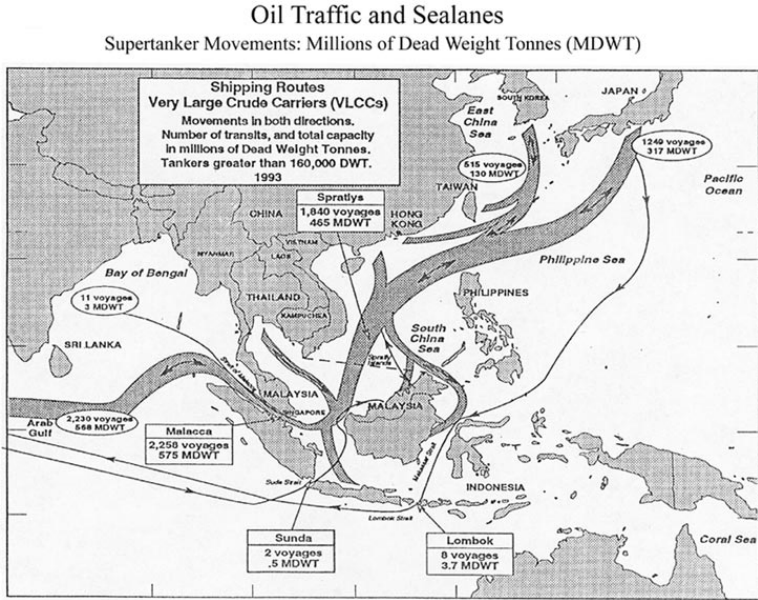 Oil Traffic and Sealanes
Supertanker Movements: Millions of Dead Weight Tonnes (MDWT)
Shipping Routes
Very Large Crude Carriers (VLCCs)
Movements in both directions.
Number of transits, and total capacity
in millions of Dead Weight Tonnes.
Tankers greater than 160,000 DWT.
1993
SOUTH KOREA
JAPAN
East
China
Sea
1249 voyages
317 MDWT
515 voyages
130 MDWT
Pacific
Ocean
TAIWAN
Spratlys
1,840 voyages
465 MDWT
CHINA
HONG
KONG
VIETNAM
MYANMAR
LAOS
Philippine Sea
Bay of Bengal
11 voyages
3 MDWT
THAILAND
PHILIPPINES
KAMPUCHEA
South
China
Sea
SRI LANKA
Spratly
Islands
Strait of Malacca
MALAYSIA
MALAYSIA
SINGAPORE
2,230 voyages
568 MDWT
Arab
Gulf
Malacca
2,258 voyages
575 MDWT
Makassar Strait
INDONESIA
Sude Strait
Lombok Strait
Sunda
2 voyages
.5 MDWT
Lombok
8 voyages
3.7 MDWT
Coral Sea